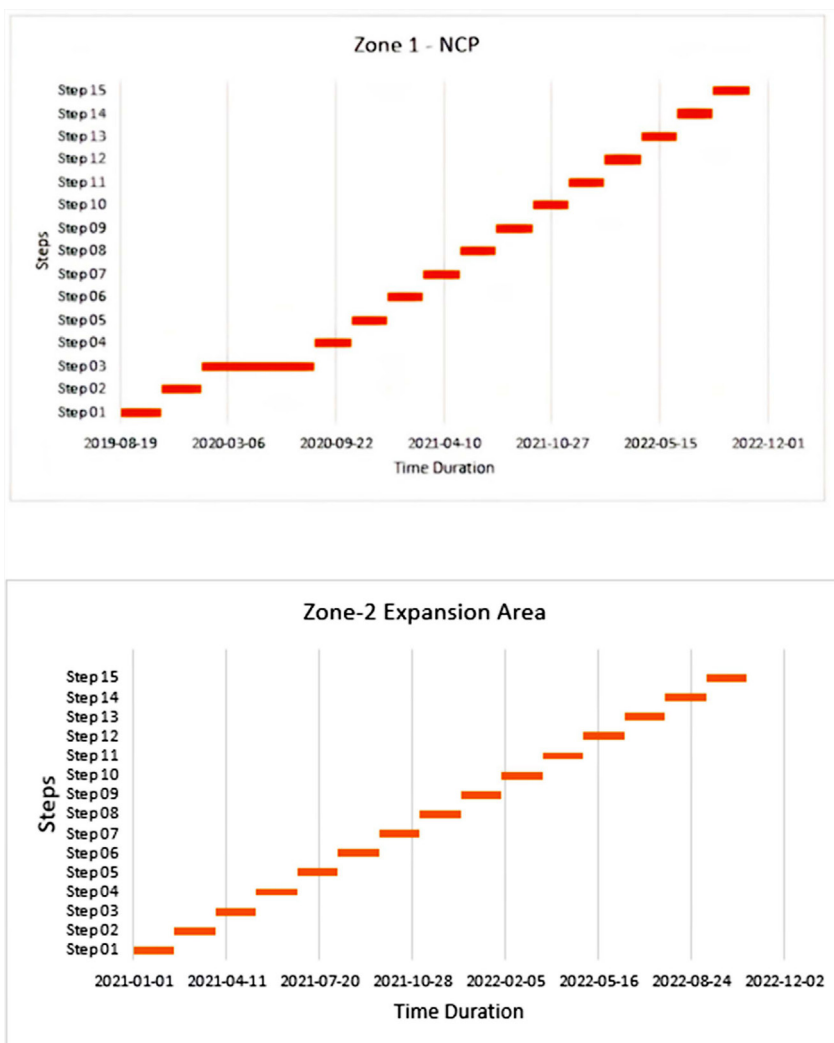 Zone 1 - NCP
Step 15
Step 14
Step 13
Step 12
Step 11
Step 10
Step 09
Step 08
Step 07
Step 06
Step 05
Step 04
Step 03
Step 02
Step 01
Steps
2019-08-19 2020-03-06 2020-09-22 2021-04-10 2021-10-27 2022-05-15 2022-12-01
Time Duration
Zone-2 Expansion Area
Step 15
Step 14
Step 13
Step 12
Step 11
Step 10
Step 09
Step 08
Step 07
Step 06
Step 05
Step 04
Step 03
Step 02
Step 01
Steps
2021-01-01 2021-04-11 2021-07-20 2021-10-28 2022-02-05 2022-05-16 2022-08-24 2022-12-02
Time Duration